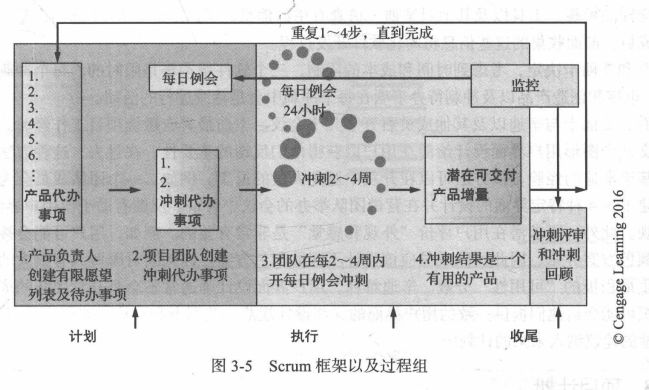 重复1~4步，直到完成
每日例会
监控
1.
2.
3.
4.
5.
6.
⋮
产品代办
事项
1.
2.
冲刺代办
事项
每日例会
24小时
冲刺2~4周
潜在可交付
产品增量
冲刺评审
和冲刺
回顾
1.产品负责人
创建有限愿望
列表及待办事项
2.项目团队创建
冲刺代办事项
3.团队在每2~4周内
开每日例会冲刺
4.冲刺结果是一个
有用的产品
计划
执行
收尾
© Cengage Learning 2016
图 3-5 Scrum 框架以及过程组